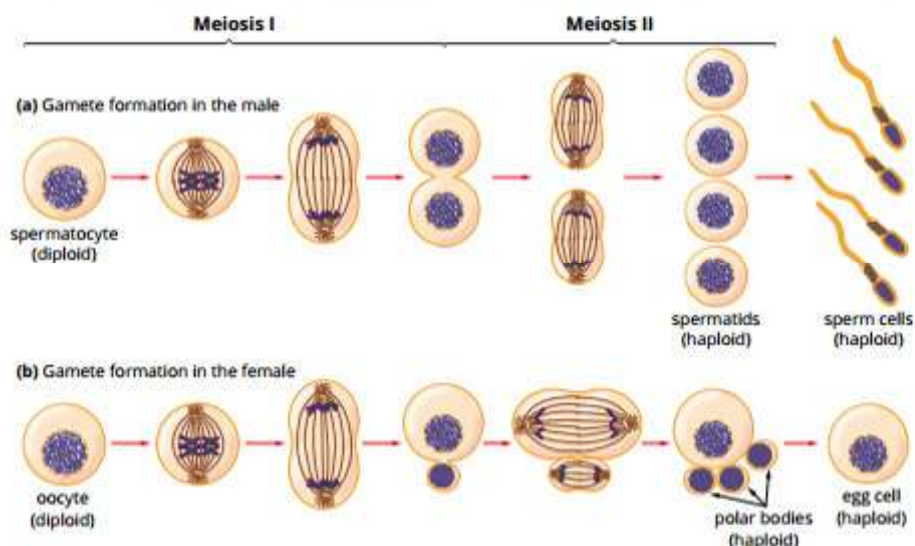 Meiosis I
Meiosis II
(a) Gamete formation in the male
spermatocyte
(diploid)
spermatids
(haploid)
sperm cells
(haploid)
(b) Gamete formation in the female
oocyte
(diploid)
polar bodies
(haploid)
egg cell
(haploid)